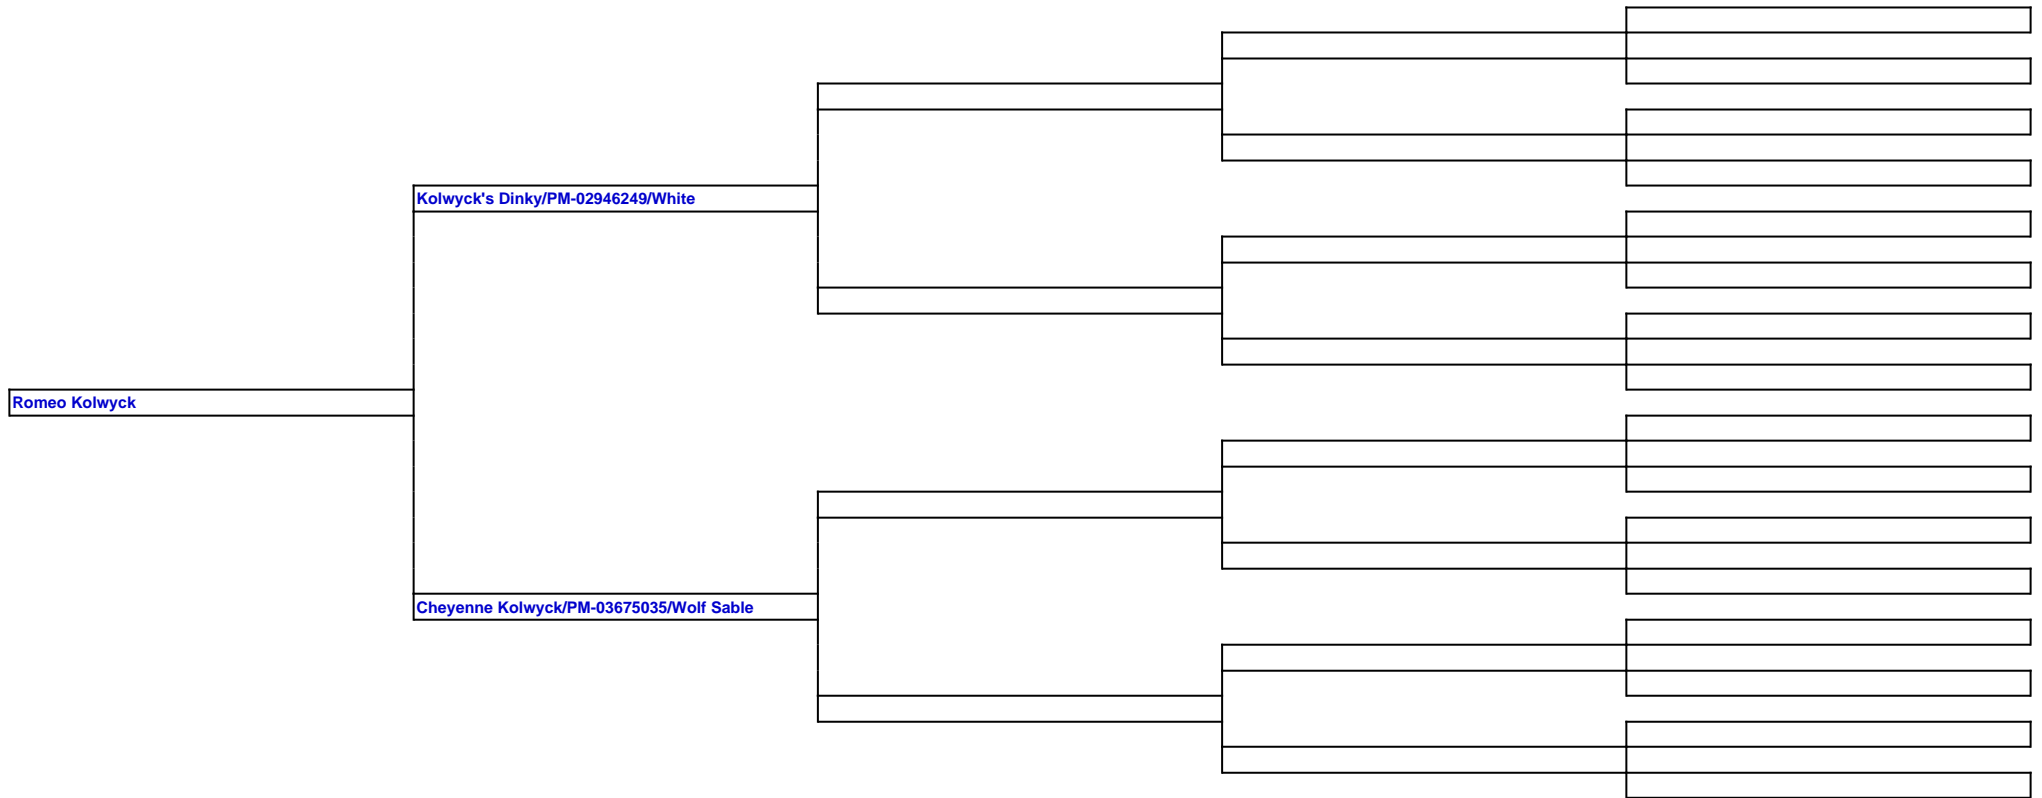 Kolwyck's Dinky/PM-02946249/White
Romeo Kolwyck
Cheyenne Kolwyck/PM-03675035/Wolf Sable